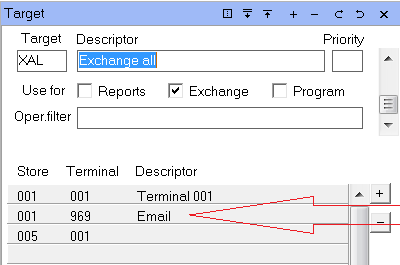 Target
Target Descriptor Priority
XAL Exchange all
Use for Reports Exchange Program
Oper.filter
Store Terminal Descriptor
001 001 Terminal 001
001 969 Email
005 001